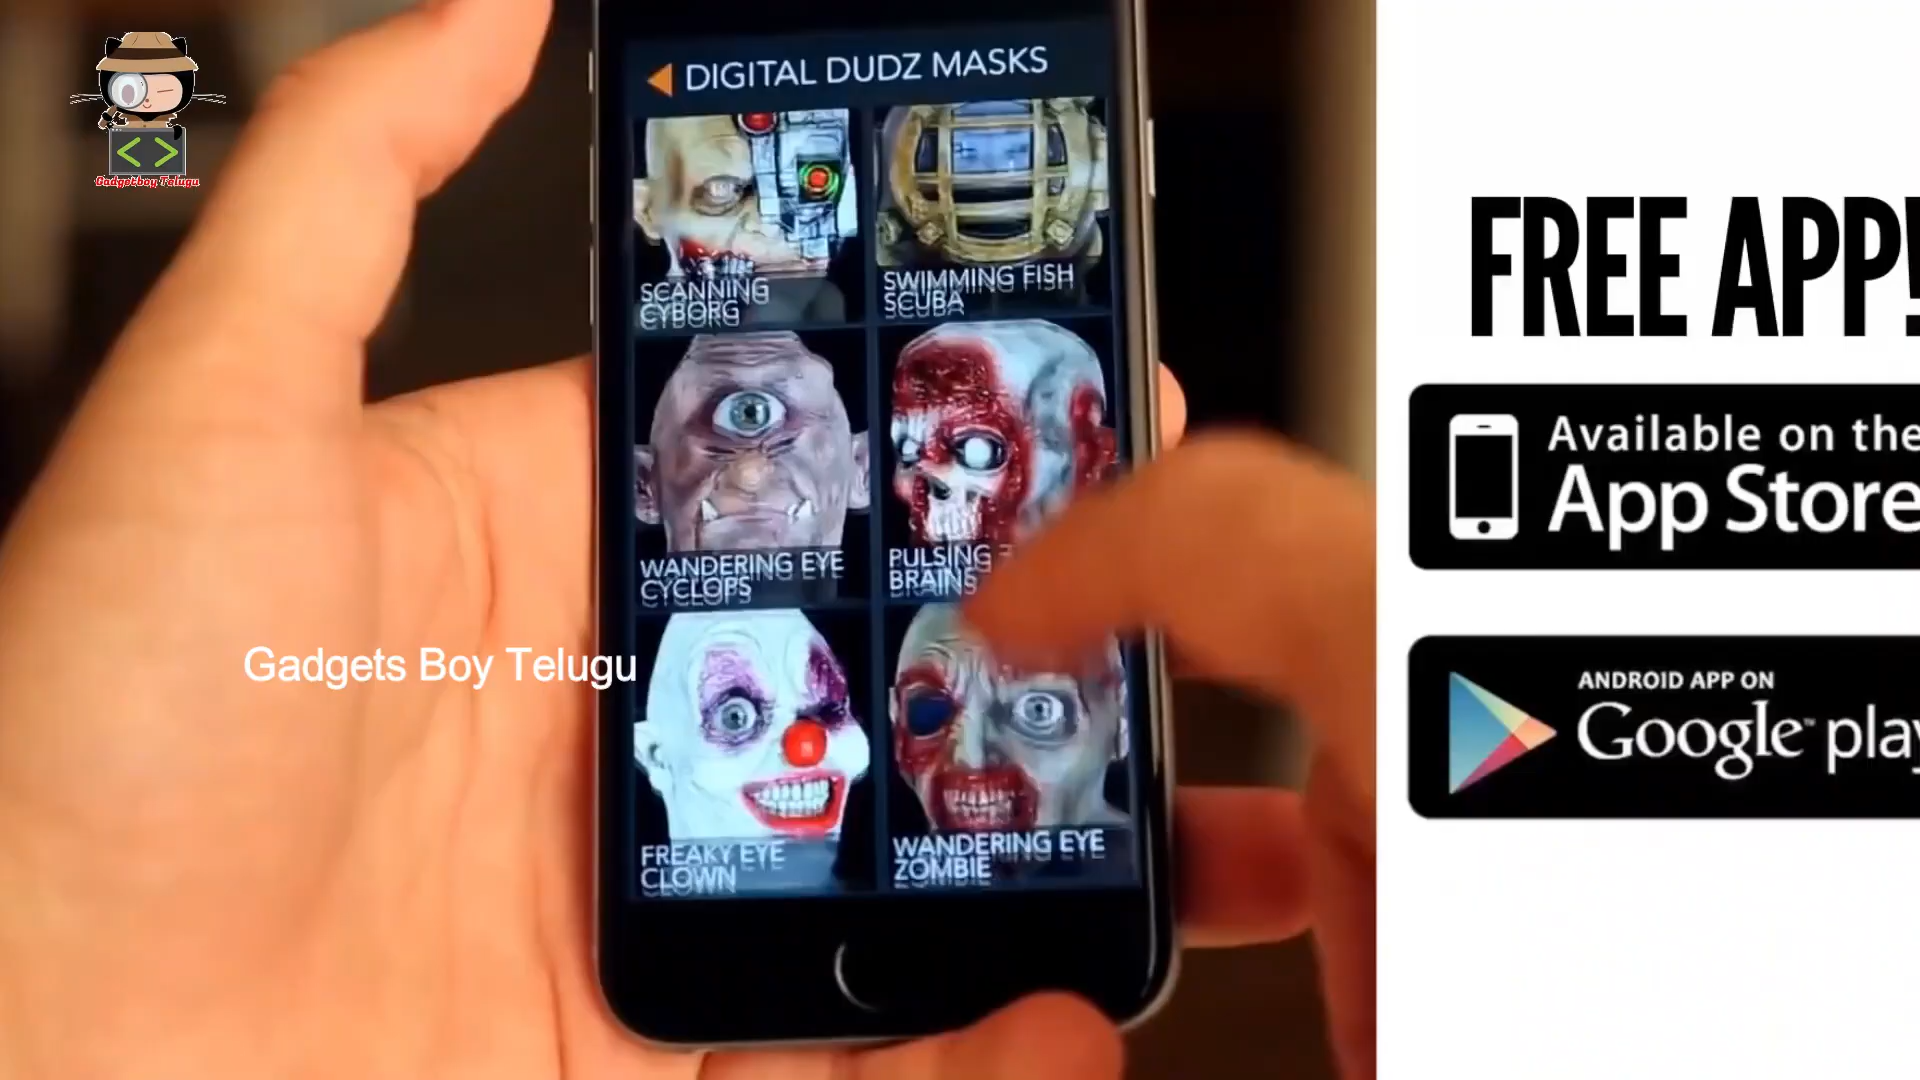 Gadgetboy Telugu
DIGITAL DUDZ MASKS
SCANNING
CYBORG
SWIMMING FISH
SCUBA
WANDERING EYE
CYCLOPS
PULSING
BRAINS
FREAKY EYE
CLOWN
WANDERING EYE
ZOMBIE
Gadgets Boy Telugu
FREE APP!
Available on the
App Store
ANDROID APP ON
Google play